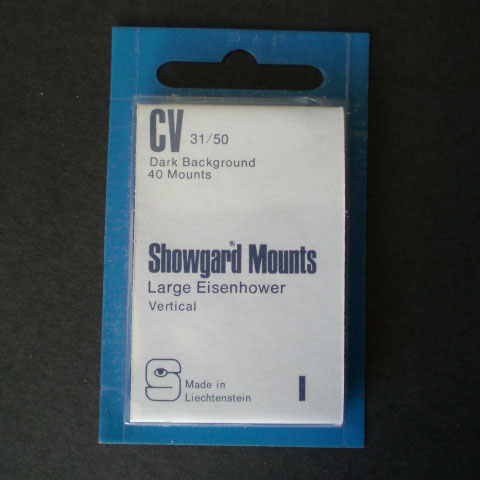 CV 31/50
Dark Background
40 Mounts
Showgard® Mounts
Large Eisenhower
Vertical
S Made in
Liechtenstein